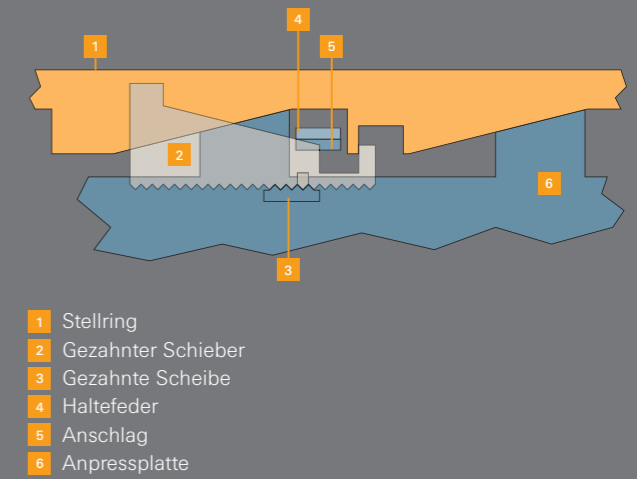 4
1
5
2
6
3
1 Stellring
2 Gezahnter Schieber
3 Gezahnte Scheibe
4 Haltefeder
5 Anschlag
6 Anpressplatte